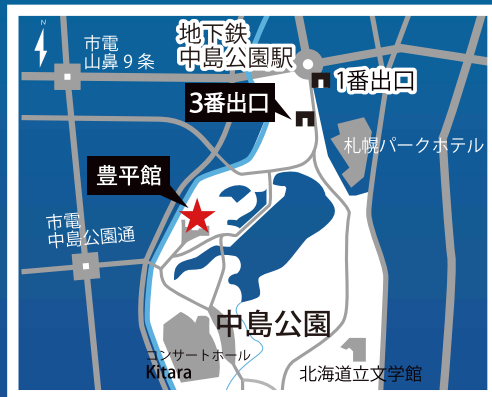 N
市電
山鼻9条
地下鉄
中島公園駅
1番出口
3番出口
札幌パークホテル
豊平館
市電
中島公園通
中島公園
コンサートホール
Kitara
北海道立文学館